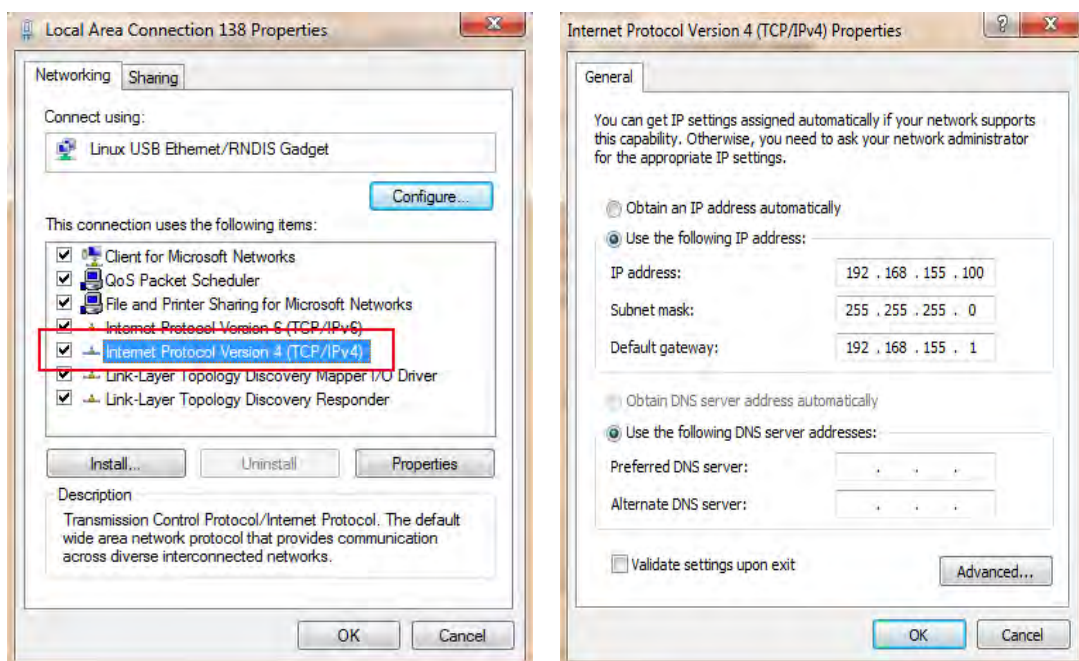 Local Area Connection 138 Properties
Networking
Sharing
Connect using:
Linux USB Ethernet/RNDIS Gadget
Configure...
This connection uses the following items:
Client for Microsoft Networks
QoS Packet Scheduler
File and Printer Sharing for Microsoft Networks
Internet Protocol Version 6 (TCP/IPv6)
Internet Protocol Version 4 (TCP/IPv4)
Link-Layer Topology Discovery Mapper I/O Driver
Link-Layer Topology Discovery Responder
Install...
Uninstall
Properties
Description
Transmission Control Protocol/Internet Protocol. The default
wide area network protocol that provides communication
across diverse interconnected networks.
OK
Cancel
Internet Protocol Version 4 (TCP/IPv4) Properties
General
You can get IP settings assigned automatically if your network supports
this capability. Otherwise, you need to ask your network administrator
for the appropriate IP settings.
Obtain an IP address automatically
Use the following IP address:
IP address: 192 . 168 . 155 . 100
Subnet mask: 255 . 255 . 255 . 0
Default gateway: 192 . 168 . 155 . 1
Obtain DNS server address automatically
Use the following DNS server addresses:
Preferred DNS server: . . .
Alternate DNS server: . . .
Validate settings upon exit
Advanced...
OK
Cancel